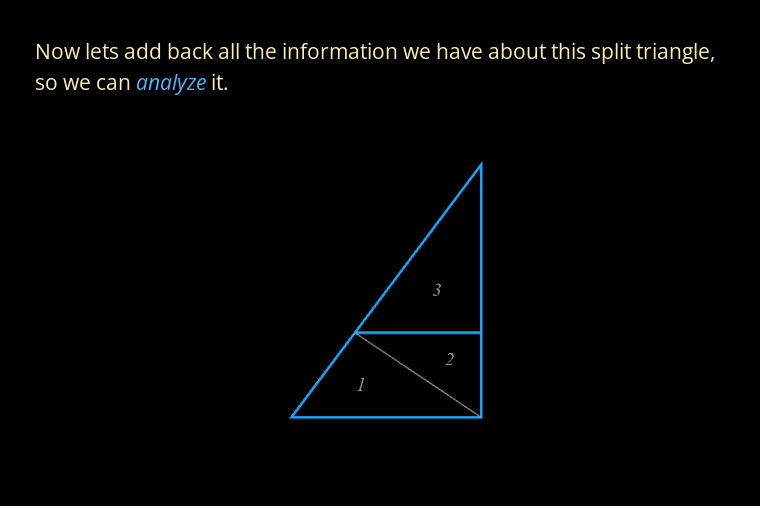 Now lets add back all the information we have about this split triangle,
so we can analyze it.
3
2
1